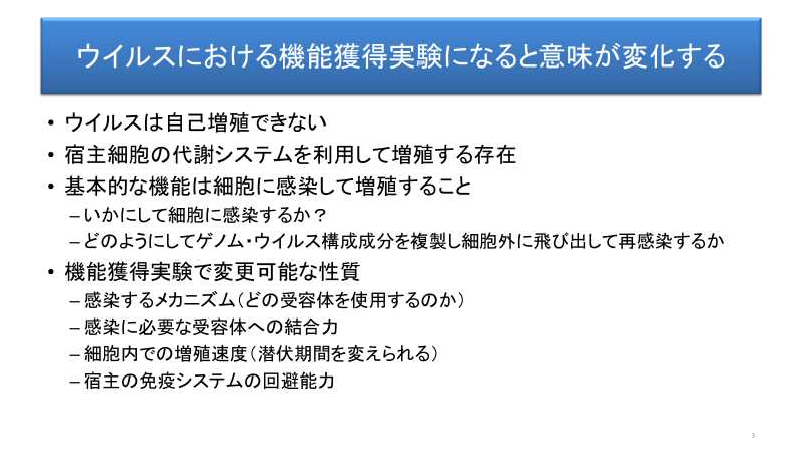 ウイルスにおける機能獲得実験になると意味が変化する
• ウイルスは自己増殖できない
• 宿主細胞の代謝システムを利用して増殖する存在
• 基本的な機能は細胞に感染して増殖すること
–いかにして細胞に感染するか？
–どのようにしてゲノム・ウイルス構成成分を複製し細胞外に飛び出して再感染するか
• 機能獲得実験で変更可能な性質
–感染するメカニズム（どの受容体を使用するのか）
–感染に必要な受容体への結合力
–細胞内での増殖速度（潜伏期間を変えられる）
–宿主の免疫システムの回避能力
3